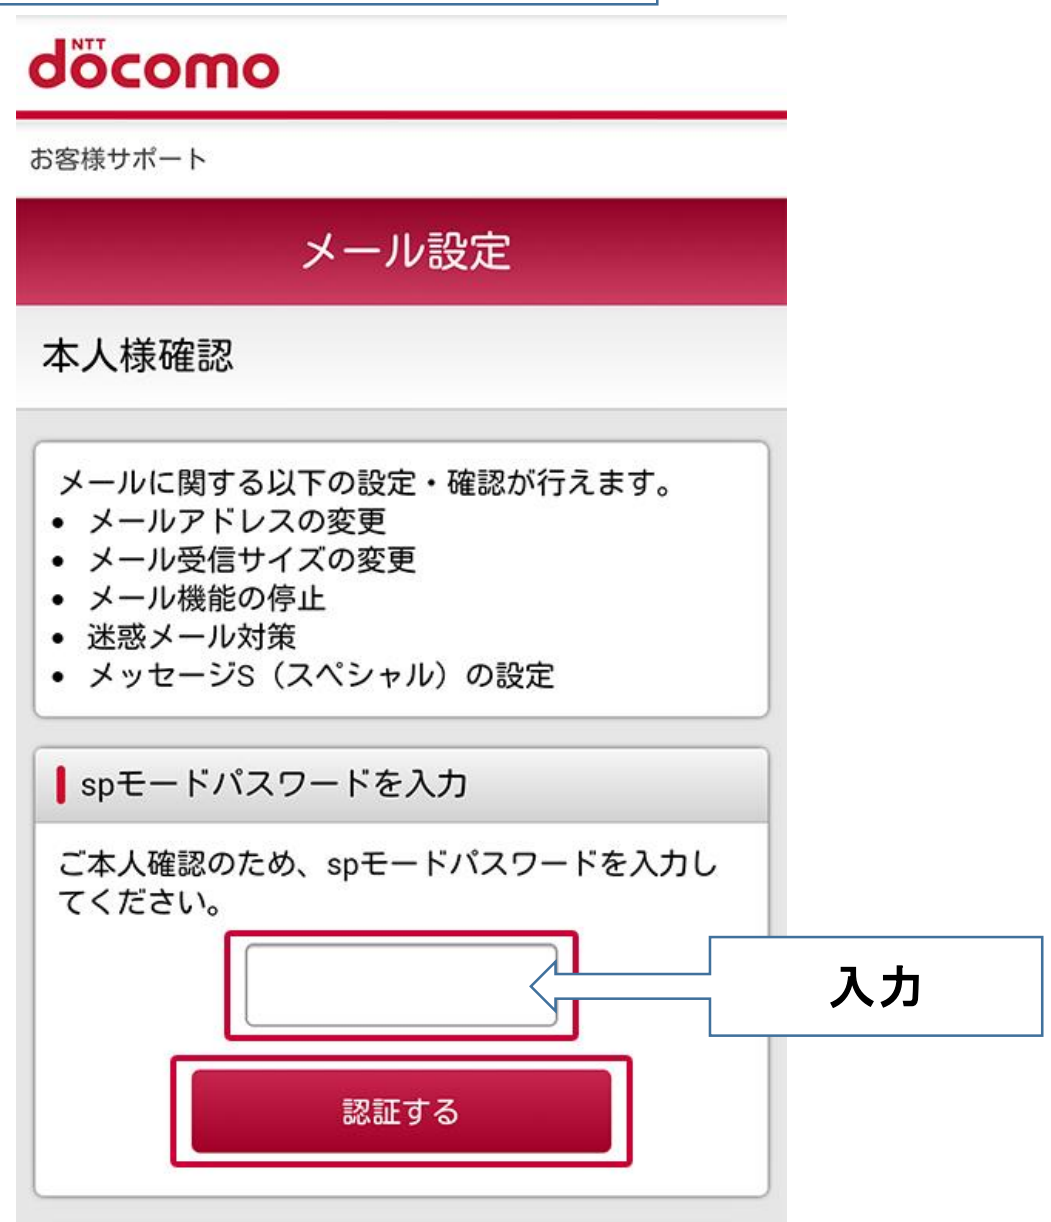 NTT
docomo
お客様サポート
メール設定
本人様確認
メールに関する以下の設定・確認が行えます。
• メールアドレスの変更
• メール受信サイズの変更
• メール機能の停止
• 迷惑メール対策
• メッセージS（スペシャル）の設定
spモードパスワードを入力
ご本人確認のため、spモードパスワードを入力し
てください。
入力
認証する